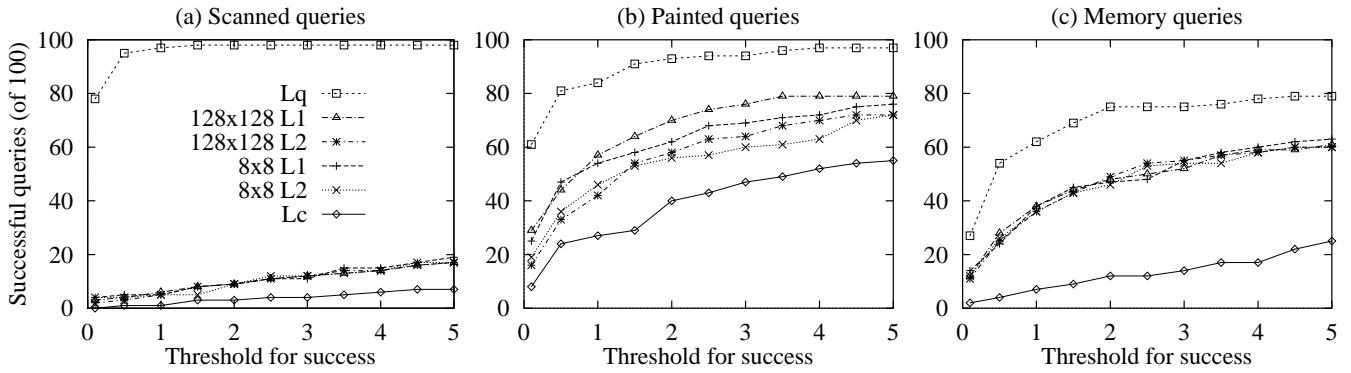 (a) Scanned queries
(b) Painted queries
(c) Memory queries
Successful queries (of 100)
100
80
60
40
20
0
Lq
128x128 L1
128x128 L2
8x8 L1
8x8 L2
Lc
0 1 2 3 4 5
Threshold for success
100
80
60
40
20
0
0 1 2 3 4 5
Threshold for success
100
80
60
40
20
0
0 1 2 3 4 5
Threshold for success